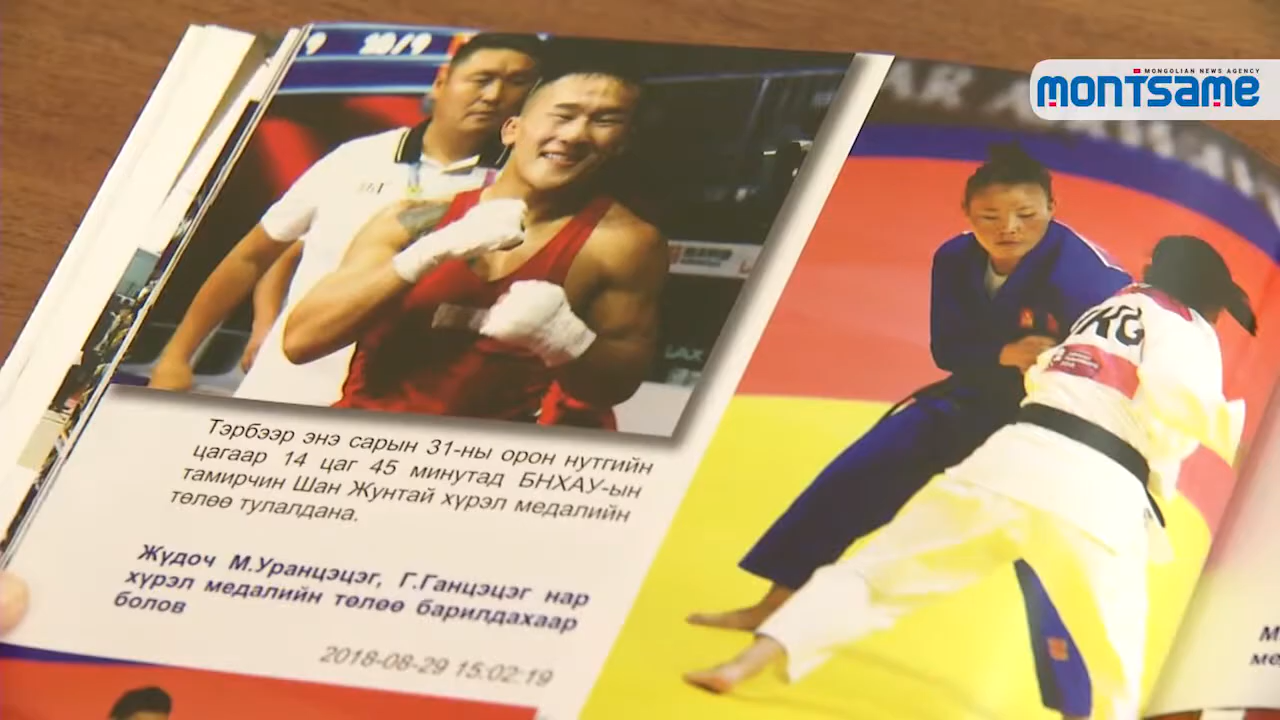 MONGOLIAN NEWS AGENCY
MONTSAME
9 10/9
Тэрбээр энэ сарын 31-ны орон нутгийн
цагаар 14 цаг 45 минутад БНХАУ-ын
тамирчин Шан Жунтай хүрэл медалийн
төлөө тулалдана.
Жүдоч М.Уранцэцэг, Г.Ганцэцэг нар
хүрэл медалийн төлөө барилдахаар
болов
2018-08-29 15:02:19